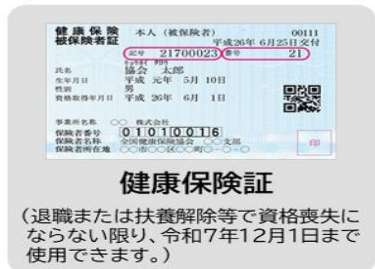 健康保険 本人(被保険者) 00111
被保険者証 平成26年 6月25日交付
記号 21700023 番号 21
氏名 協会 太郎
生年月日 平成 元年 5月 10日
性別 男
資格取得年月日 平成 26年 6月 1日
事業所名称 ○○ 株式会社
保険者番号 01010016
保険者名称 全国健康保険協会 ○○支部
保険者所在地 ○○市○○区○○町○-○-○
印
健康保険証
(退職または扶養解除等で資格喪失に
ならない限り、令和7年12月1日まで
使用できます。)